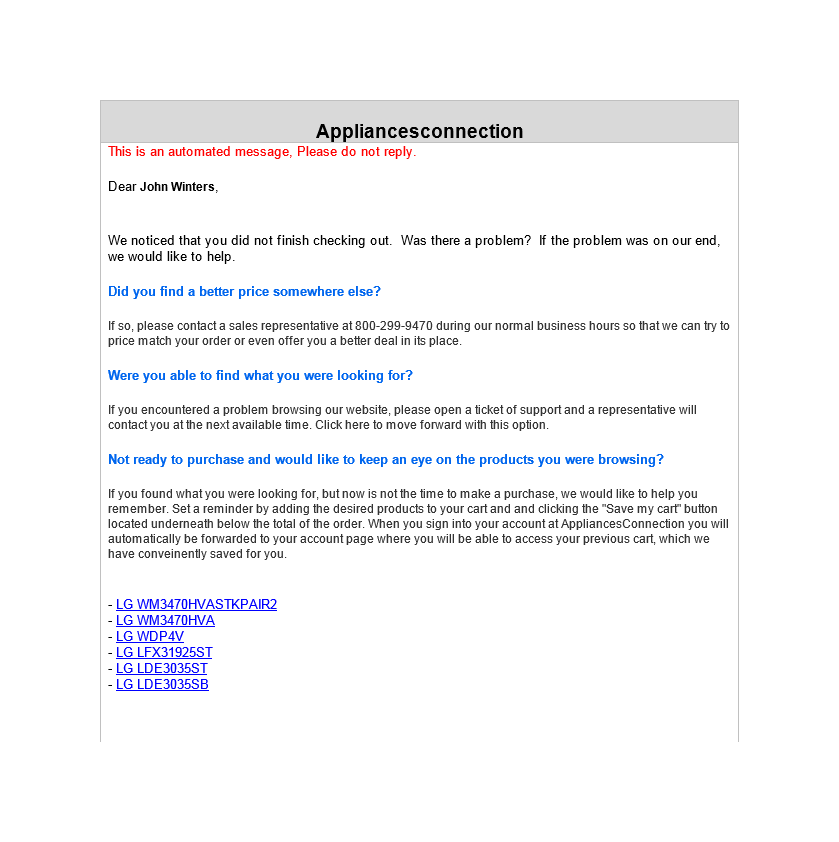 Appliancesconnection
This is an automated message, Please do not reply.
Dear John Winters,
We noticed that you did not finish checking out.  Was there a problem?  If the problem was on our end,
we would like to help.
Did you find a better price somewhere else?
If so, please contact a sales representative at 800-299-9470 during our normal business hours so that we can try to
price match your order or even offer you a better deal in its place.
Were you able to find what you were looking for?
If you encountered a problem browsing our website, please open a ticket of support and a representative will
contact you at the next available time. Click here to move forward with this option.
Not ready to purchase and would like to keep an eye on the products you were browsing?
If you found what you were looking for, but now is not the time to make a purchase, we would like to help you
remember. Set a reminder by adding the desired products to your cart and and clicking the "Save my cart" button
located underneath below the total of the order. When you sign into your account at AppliancesConnection you will
automatically be forwarded to your account page where you will be able to access your previous cart, which we
have conveinently saved for you.
- LG WM3470HVASTKPAIR2
- LG WM3470HVA
- LG WDP4V
- LG LFX31925ST
- LG LDE3035ST
- LG LDE3035SB